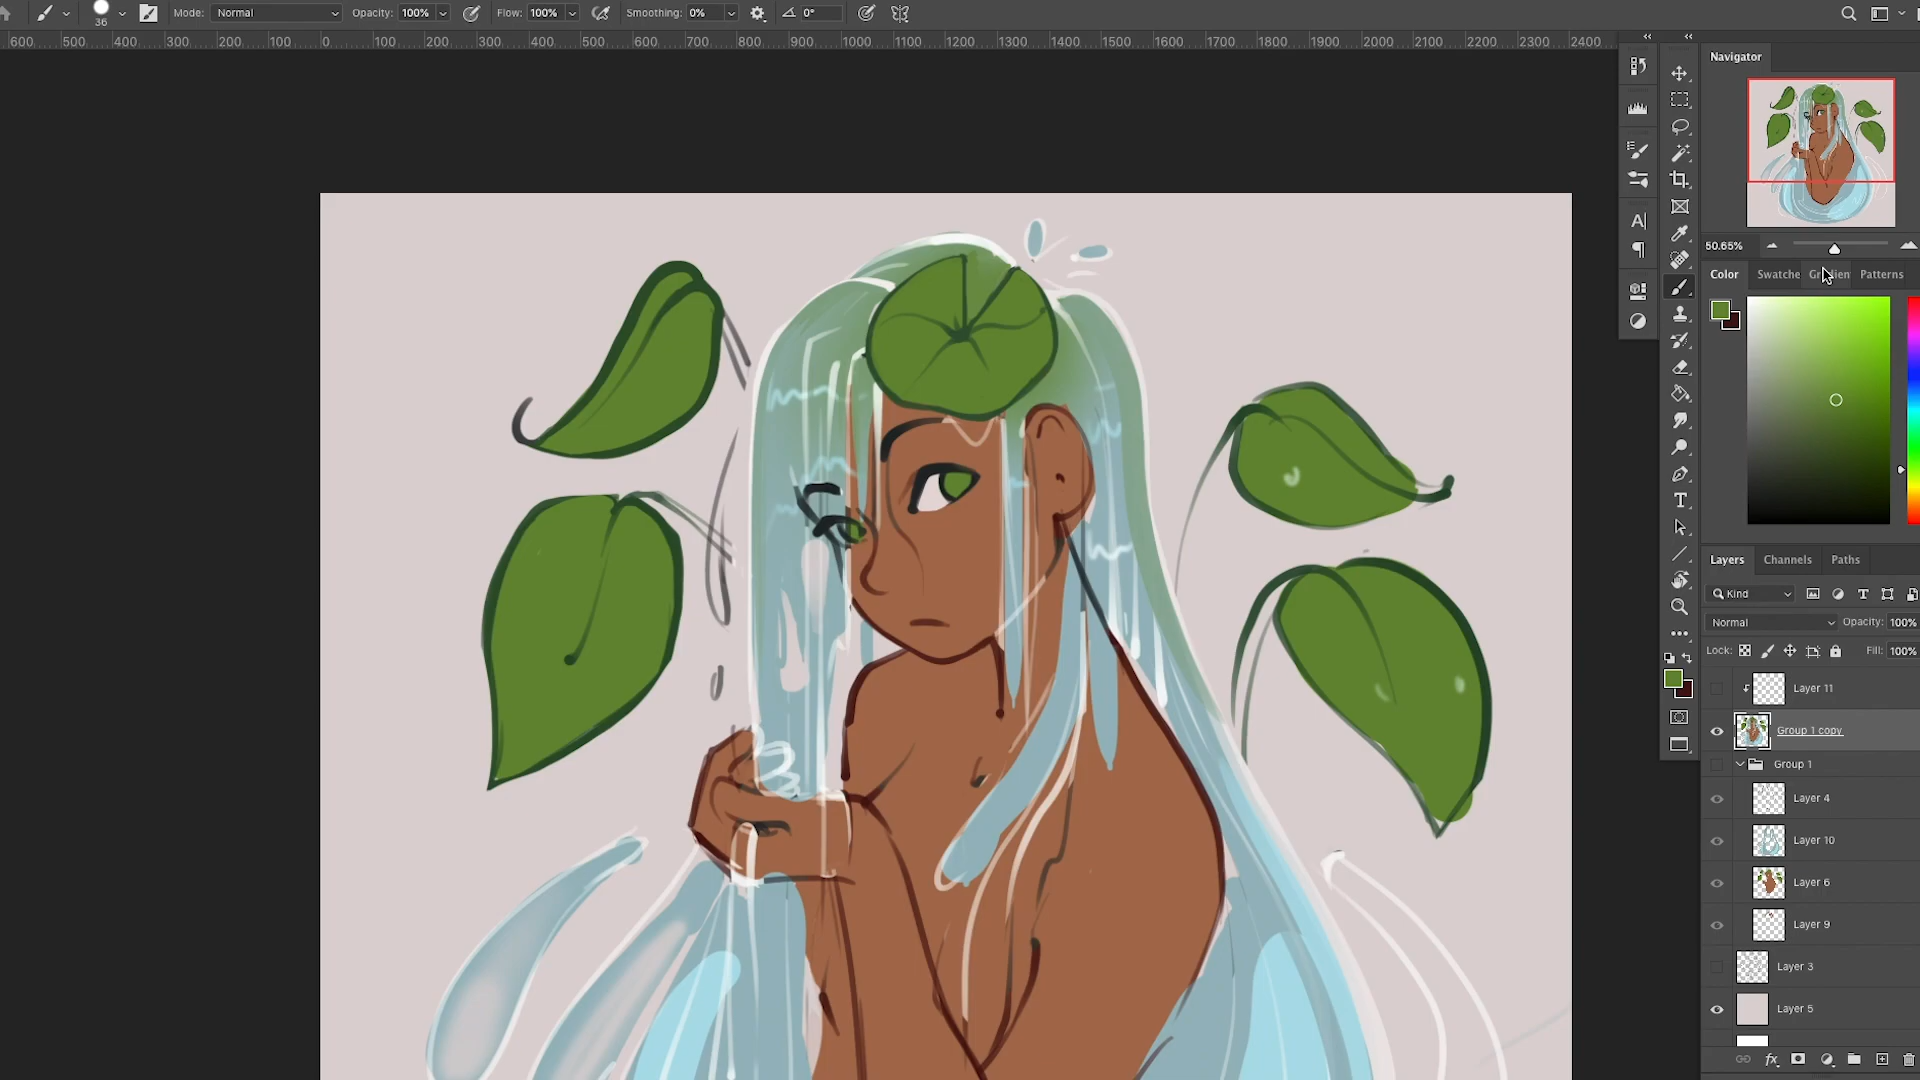 36 Mode: Normal Opacity: 100% Flow: 100% Smoothing: 0% 0°
600 500 400 300 200 100 0 100 200 300 400 500 600 700 800 900 1000 1100 1200 1300 1400 1500 1600 1700 1800 1900 2000 2100 2200 2300 2400
Navigator
50.65%
Color Swatche Gradien Patterns
Layers Channels Paths
Kind
Normal Opacity: 100%
Lock: Fill: 100%
Layer 11
Group 1 copy
Group 1
Layer 4
Layer 10
Layer 6
Layer 9
Layer 3
Layer 5